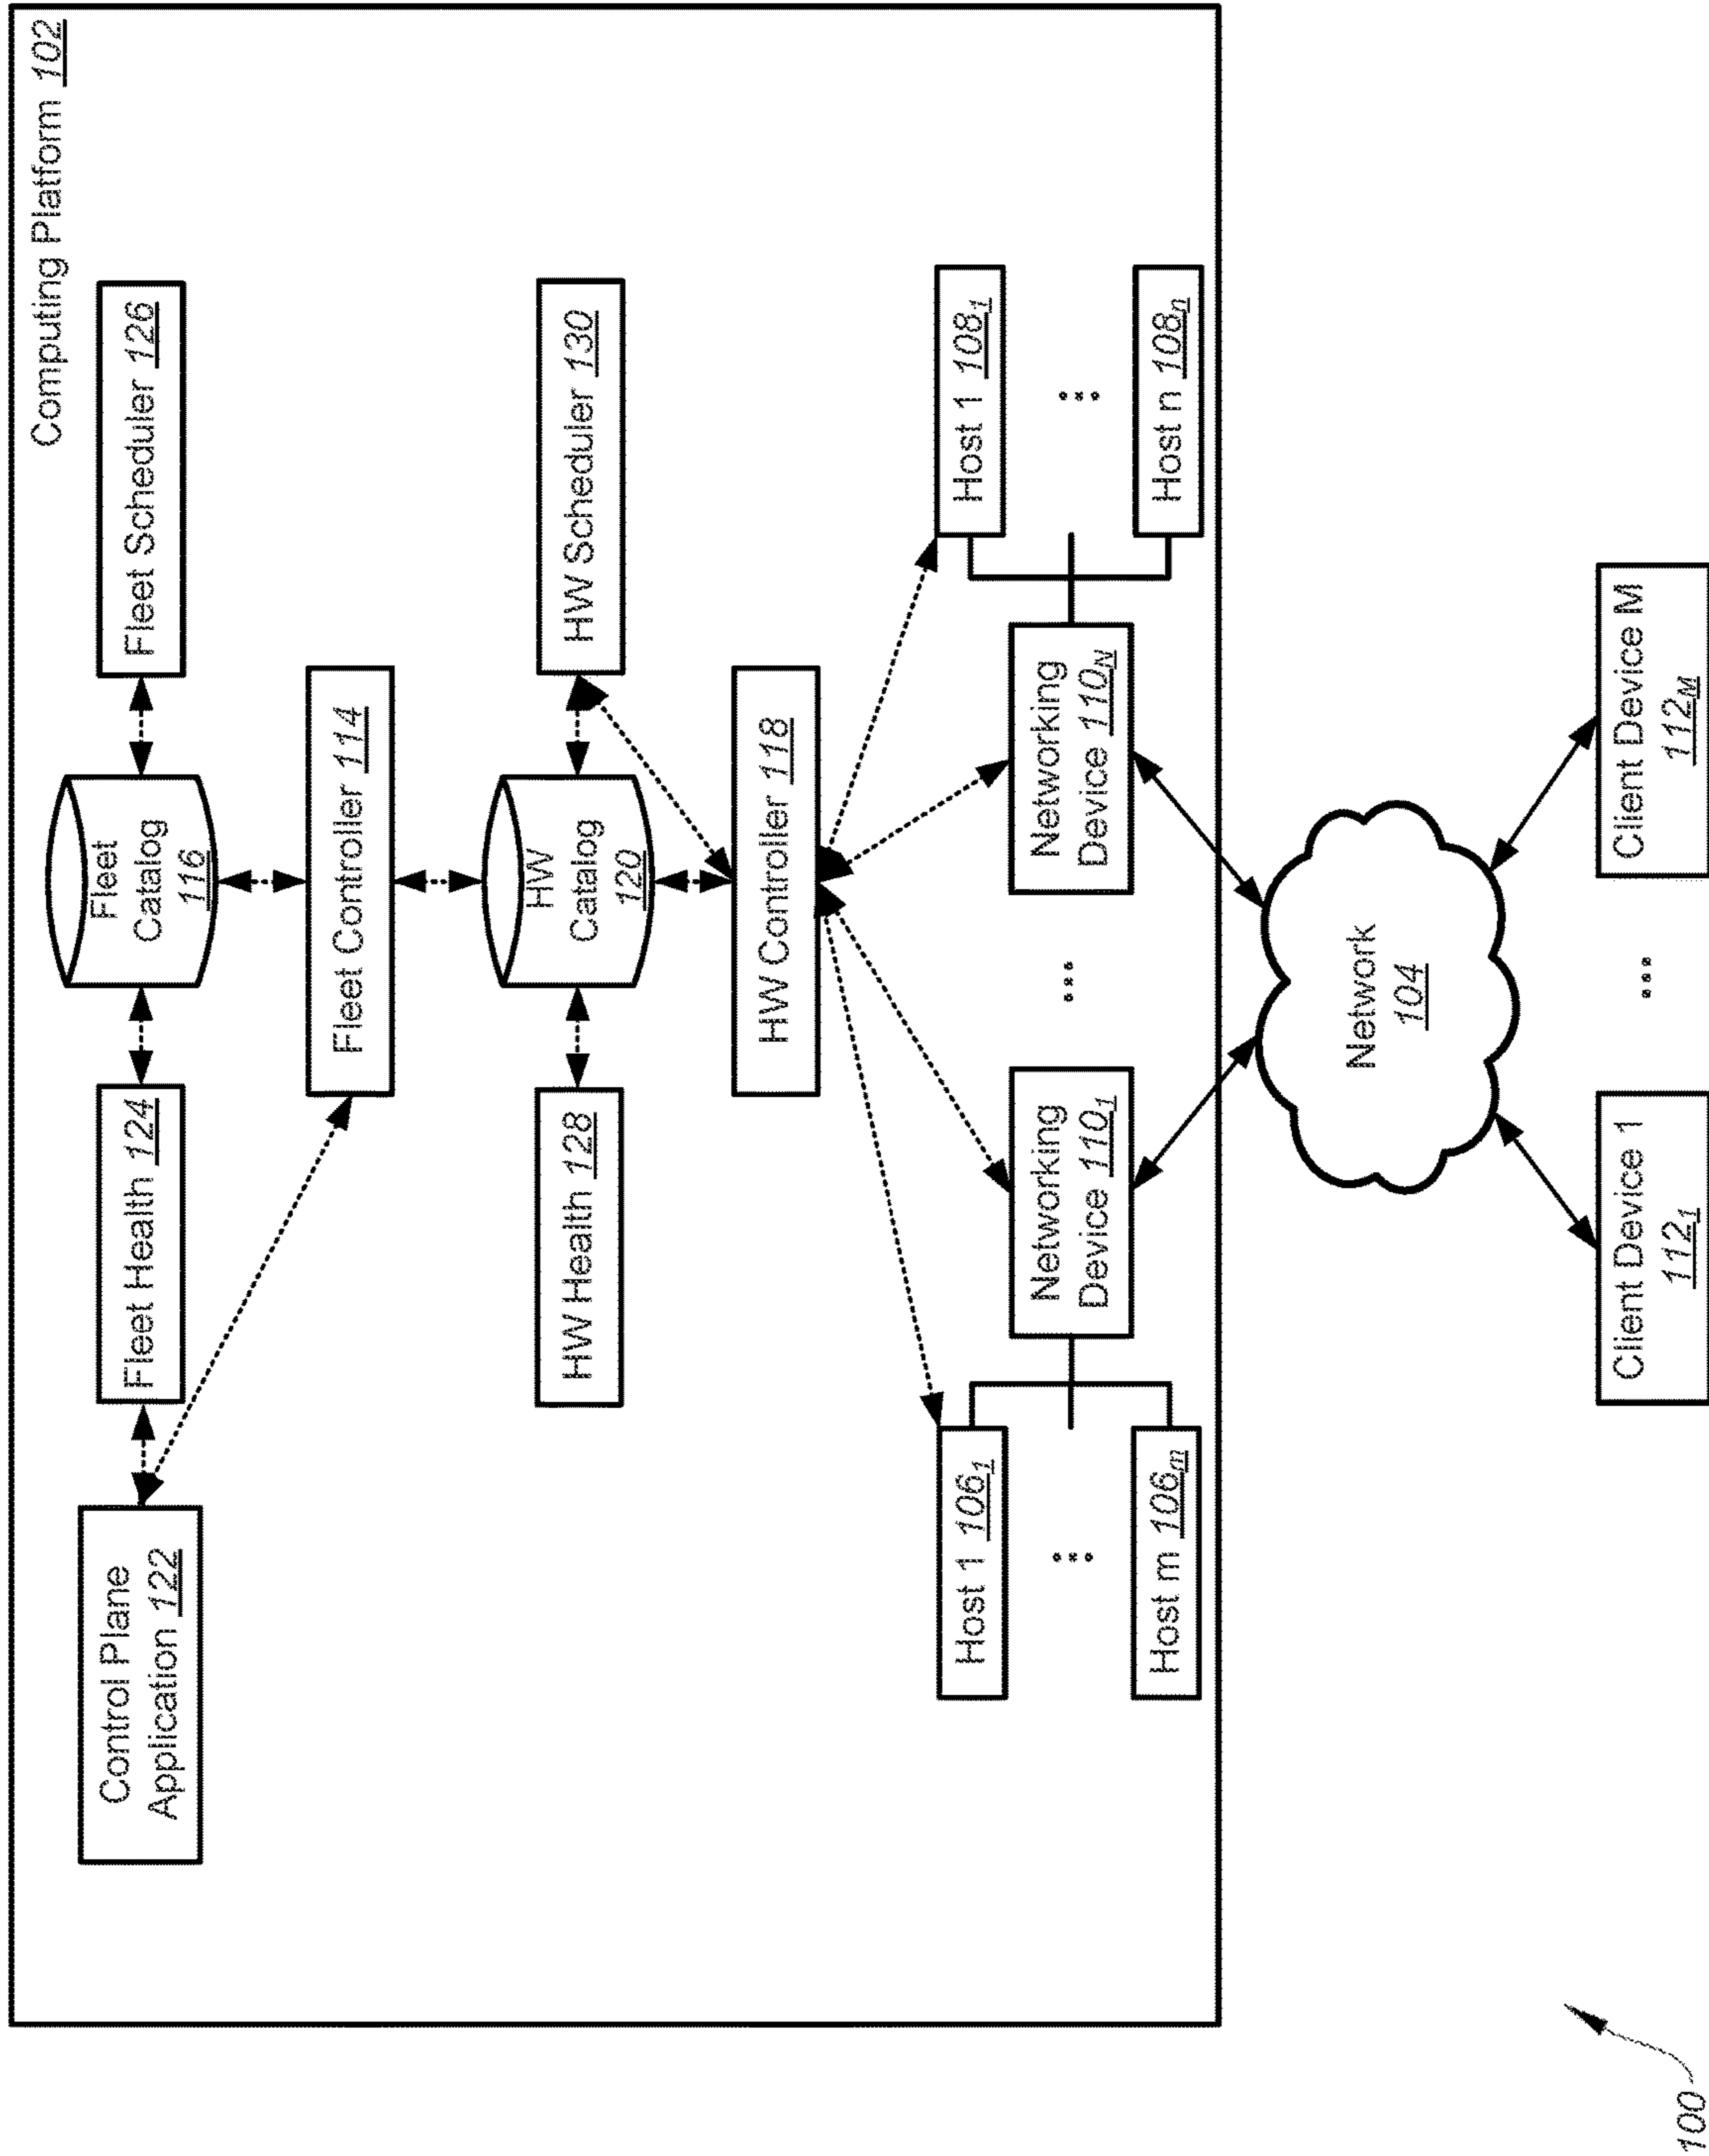 Computing Platform 102
Control Plane
Application 122
Fleet Health 124
Fleet
Catalog
116
Fleet Scheduler 126
Fleet Controller 114
HW Health 128
HW
Catalog
120
HW Scheduler 130
HW Controller 118
Host 1 106₁
Host m 106ₘ
Networking
Device 110₁
...
Networking
Device 110N
Host 1 108₁
Host n 108ₙ
Network
104
Client Device 1
112₁
...
Client Device M
112M
100